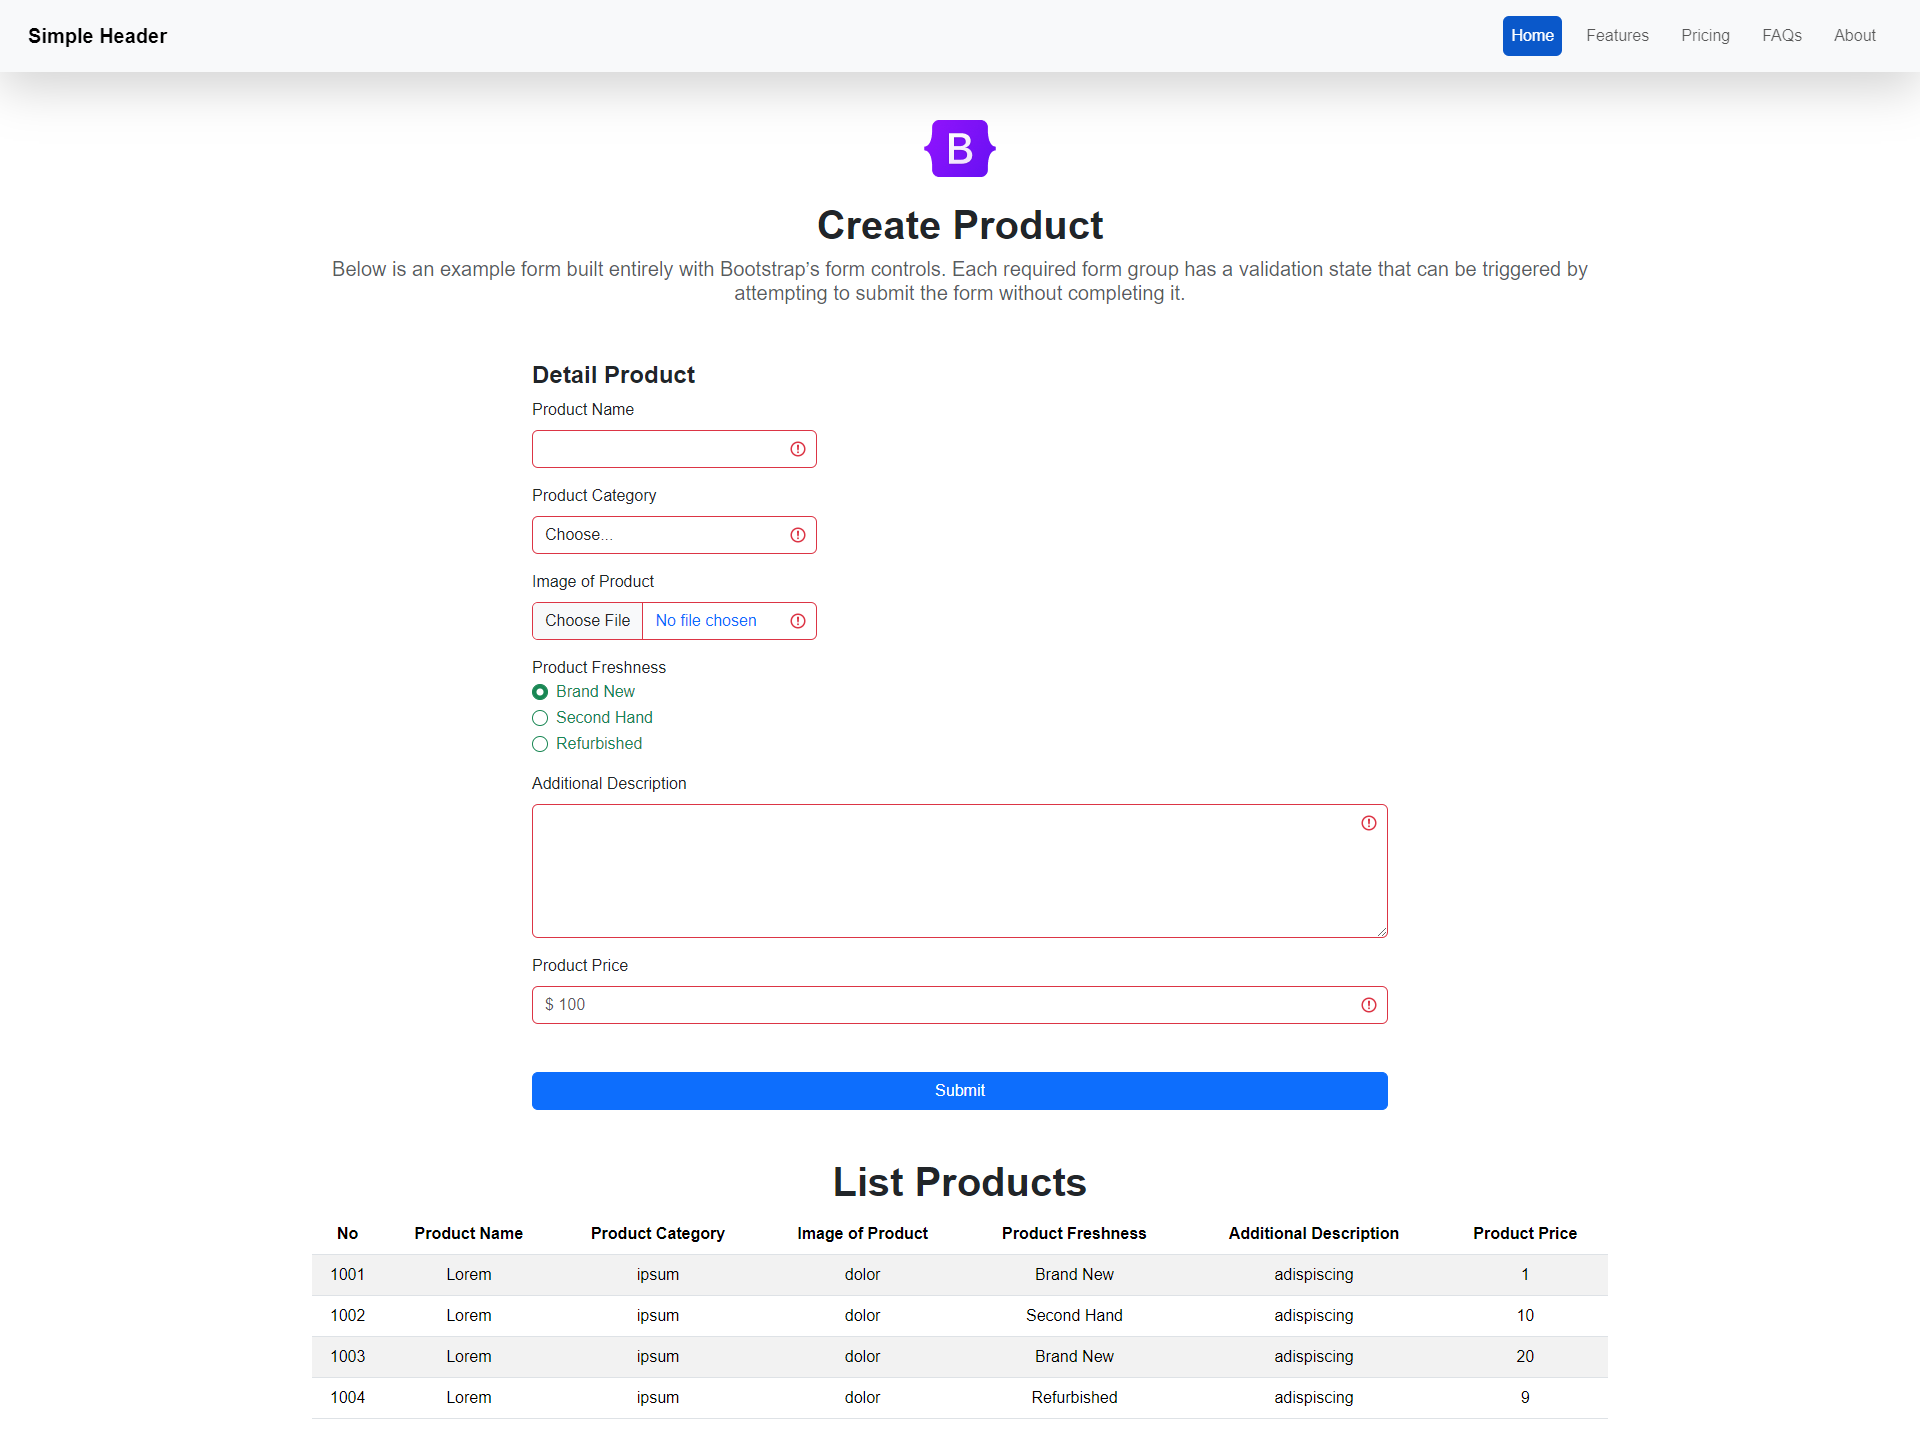 Simple Header
Home Features Pricing FAQs About
B
Create Product
Below is an example form built entirely with Bootstrap’s form controls. Each required form group has a validation state that can be triggered by
attempting to submit the form without completing it.
Detail Product
Product Name
Product Category
Choose...
Image of Product
Choose File No file chosen
Product Freshness
Brand New
Second Hand
Refurbished
Additional Description
Product Price
$ 100
Submit
List Products
No Product Name Product Category Image of Product Product Freshness Additional Description Product Price
1001 Lorem ipsum dolor Brand New adispiscing 1
1002 Lorem ipsum dolor Second Hand adispiscing 10
1003 Lorem ipsum dolor Brand New adispiscing 20
1004 Lorem ipsum dolor Refurbished adispiscing 9